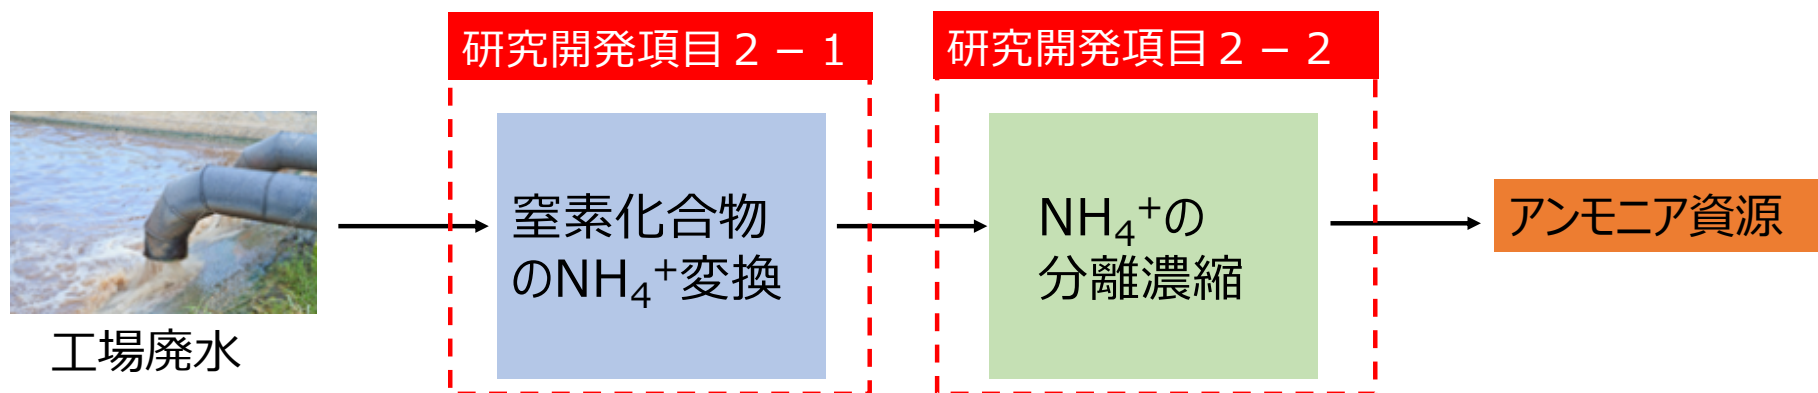 研究開発項目２－１
研究開発項目２－２
窒素化合物
のNH₄⁺変換
NH₄⁺の
分離濃縮
アンモニア資源
工場廃水